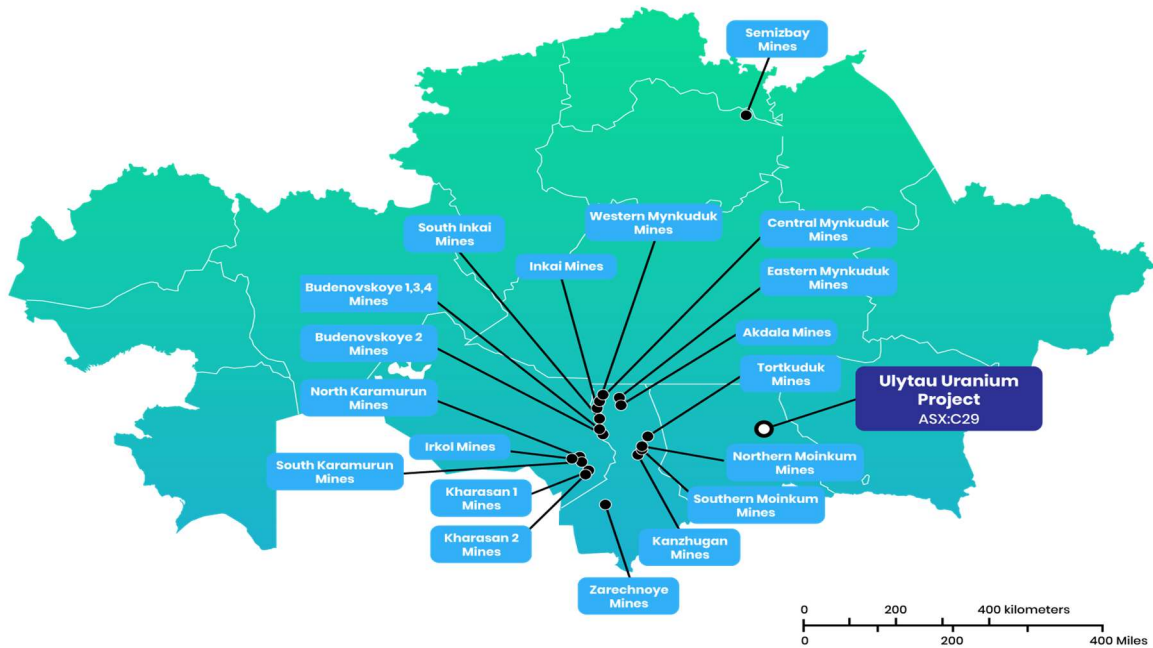 Semizbay
Mines
Western Mynkuduk
Mines
South Inkai
Mines
Central Mynkuduk
Mines
Inkai Mines
Eastern Mynkuduk
Mines
Budenovskoye 1,3,4
Mines
Budenovskoye 2
Mines
Akdala Mines
Tortkuduk
Mines
North Karamurun
Mines
Ulytau Uranium
Project
ASX:C29
Irkol Mines
South Karamurun
Mines
Northern Moinkum
Mines
Kharasan 1
Mines
Southern Moinkum
Mines
Kharasan 2
Mines
Kanzhugan
Mines
Zarechnoye
Mines
0 200 400 kilometers
0 200 400 Miles